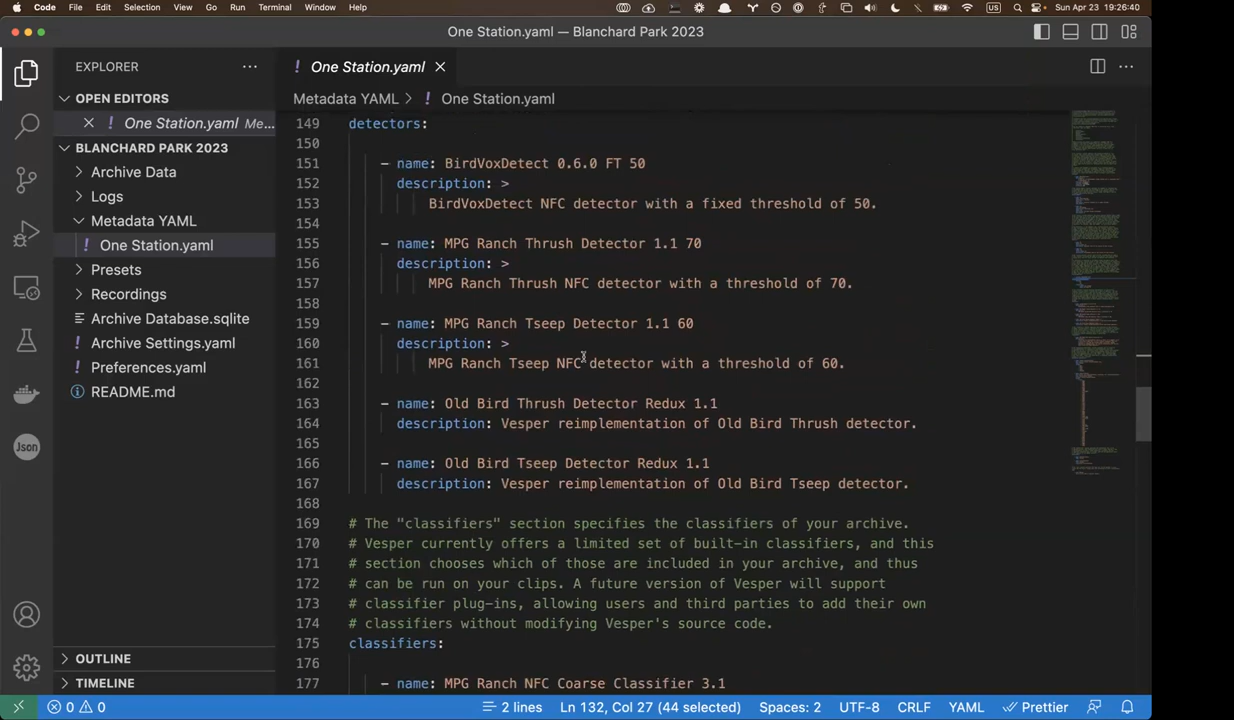 Code File Edit Selection View Go Run Terminal Window Help US Sun Apr 23 19:26:40
One Station.yaml — Blanchard Park 2023
EXPLORER
OPEN EDITORS
One Station.yaml Me...
BLANCHARD PARK 2023
Archive Data
Logs
Metadata YAML
One Station.yaml
Presets
Recordings
Archive Database.sqlite
Archive Settings.yaml
Preferences.yaml
README.md
Json
OUTLINE
TIMELINE
! One Station.yaml
Metadata YAML > ! One Station.yaml
149 detectors:
150
151 - name: BirdVoxDetect 0.6.0 FT 50
152 description: >
153 BirdVoxDetect NFC detector with a fixed threshold of 50.
154
155 - name: MPG Ranch Thrush Detector 1.1 70
156 description: >
157 MPG Ranch Thrush NFC detector with a threshold of 70.
158
159 - name: MPG Ranch Tseep Detector 1.1 60
160 description: >
161 MPG Ranch Tseep NFC detector with a threshold of 60.
162
163 - name: Old Bird Thrush Detector Redux 1.1
164 description: Vesper reimplementation of Old Bird Thrush detector.
165
166 - name: Old Bird Tseep Detector Redux 1.1
167 description: Vesper reimplementation of Old Bird Tseep detector.
168
169 # The "classifiers" section specifies the classifiers of your archive.
170 # Vesper currently offers a limited set of built-in classifiers, and this
171 # section chooses which of those are included in your archive, and thus
172 # can be run on your clips. A future version of Vesper will support
173 # classifier plug-ins, allowing users and third parties to add their own
174 # classifiers without modifying Vesper's source code.
175 classifiers:
176
177 - name: MPG Ranch NFC Coarse Classifier 3.1
0 0 2 lines Ln 132, Col 27 (44 selected) Spaces: 2 UTF-8 CRLF YAML Prettier